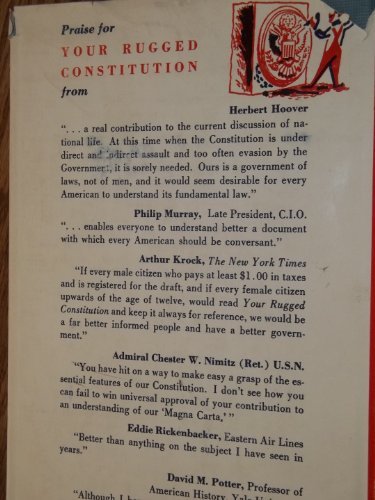 Praise for
YOUR RUGGED
CONSTITUTION
from
Herbert Hoover
“. . . a real contribution to the current discussion of na-
tional life. At this time when the Constitution is under
direct and indirect assault and too often evasion by the
Government, it is sorely needed. Ours is a government of
laws, not of men, and it would seem desirable for every
American to understand its fundamental law.”
Philip Murray, Late President, C.I.O.
“. . . enables everyone to understand better a document
with which every American should be conversant.”
Arthur Krock, The New York Times
“If every male citizen who pays at least $1.00 in taxes
and is registered for the draft, and if every female citizen
upwards of the age of twelve, would read Your Rugged
Constitution and keep it always for reference, we would be
a far better informed people and have a better govern-
ment.”
Admiral Chester W. Nimitz (Ret.) U.S.N.
“You have hit on a way to make easy a grasp of the es-
sential features of our Constitution. I don't see how you
can fail to win universal approval of your contribution to
an understanding of our ‘Magna Carta.’ ”
Eddie Rickenbacker, Eastern Air Lines
“Better than anything on the subject I have seen in
years.”
David M. Potter, Professor of
American History, Yale
“Although I